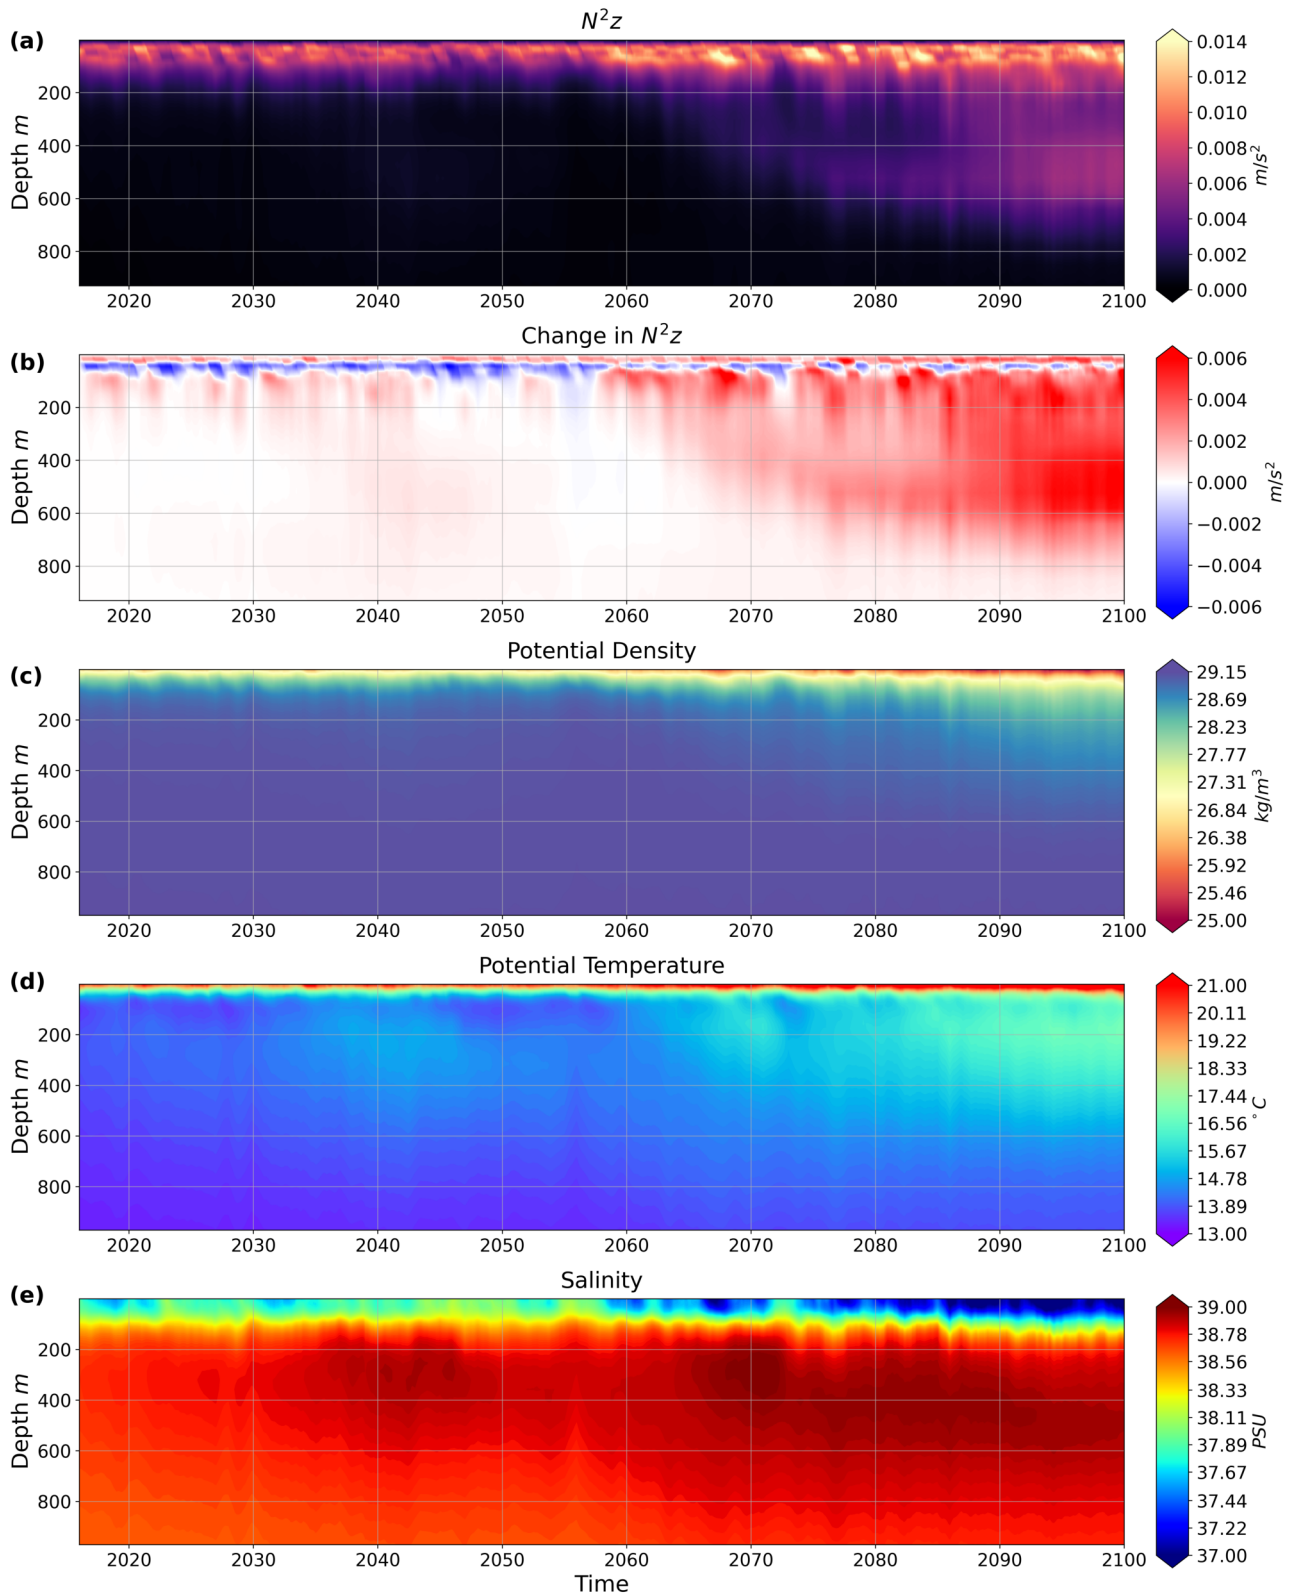 N²z
(a)
Depth m
200
400
600
800
2020 2030 2040 2050 2060 2070 2080 2090 2100
0.014
0.012
0.010
0.008
0.006
0.004
0.002
0.000
m/s²
Change in N²z
(b)
Depth m
200
400
600
800
2020 2030 2040 2050 2060 2070 2080 2090 2100
0.006
0.004
0.002
0.000
−0.002
−0.004
−0.006
m/s²
Potential Density
(c)
Depth m
200
400
600
800
2020 2030 2040 2050 2060 2070 2080 2090 2100
29.15
28.69
28.23
27.77
27.31
26.84
26.38
25.92
25.46
25.00
kg/m³
Potential Temperature
(d)
Depth m
200
400
600
800
2020 2030 2040 2050 2060 2070 2080 2090 2100
21.00
20.11
19.22
18.33
17.44
16.56
15.67
14.78
13.89
13.00
°C
Salinity
(e)
Depth m
200
400
600
800
2020 2030 2040 2050 2060 2070 2080 2090 2100
Time
39.00
38.78
38.56
38.33
38.11
37.89
37.67
37.44
37.22
37.00
PSU